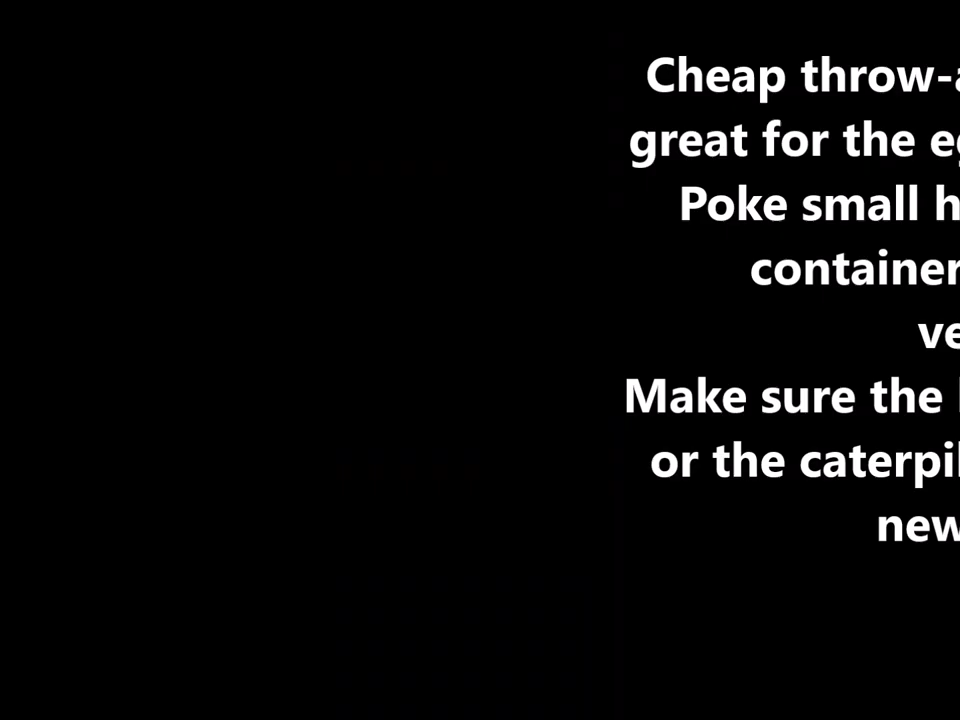 Cheap throw-a
great for the eg
Poke small h
container
ve
Make sure the l
or the caterpil
new